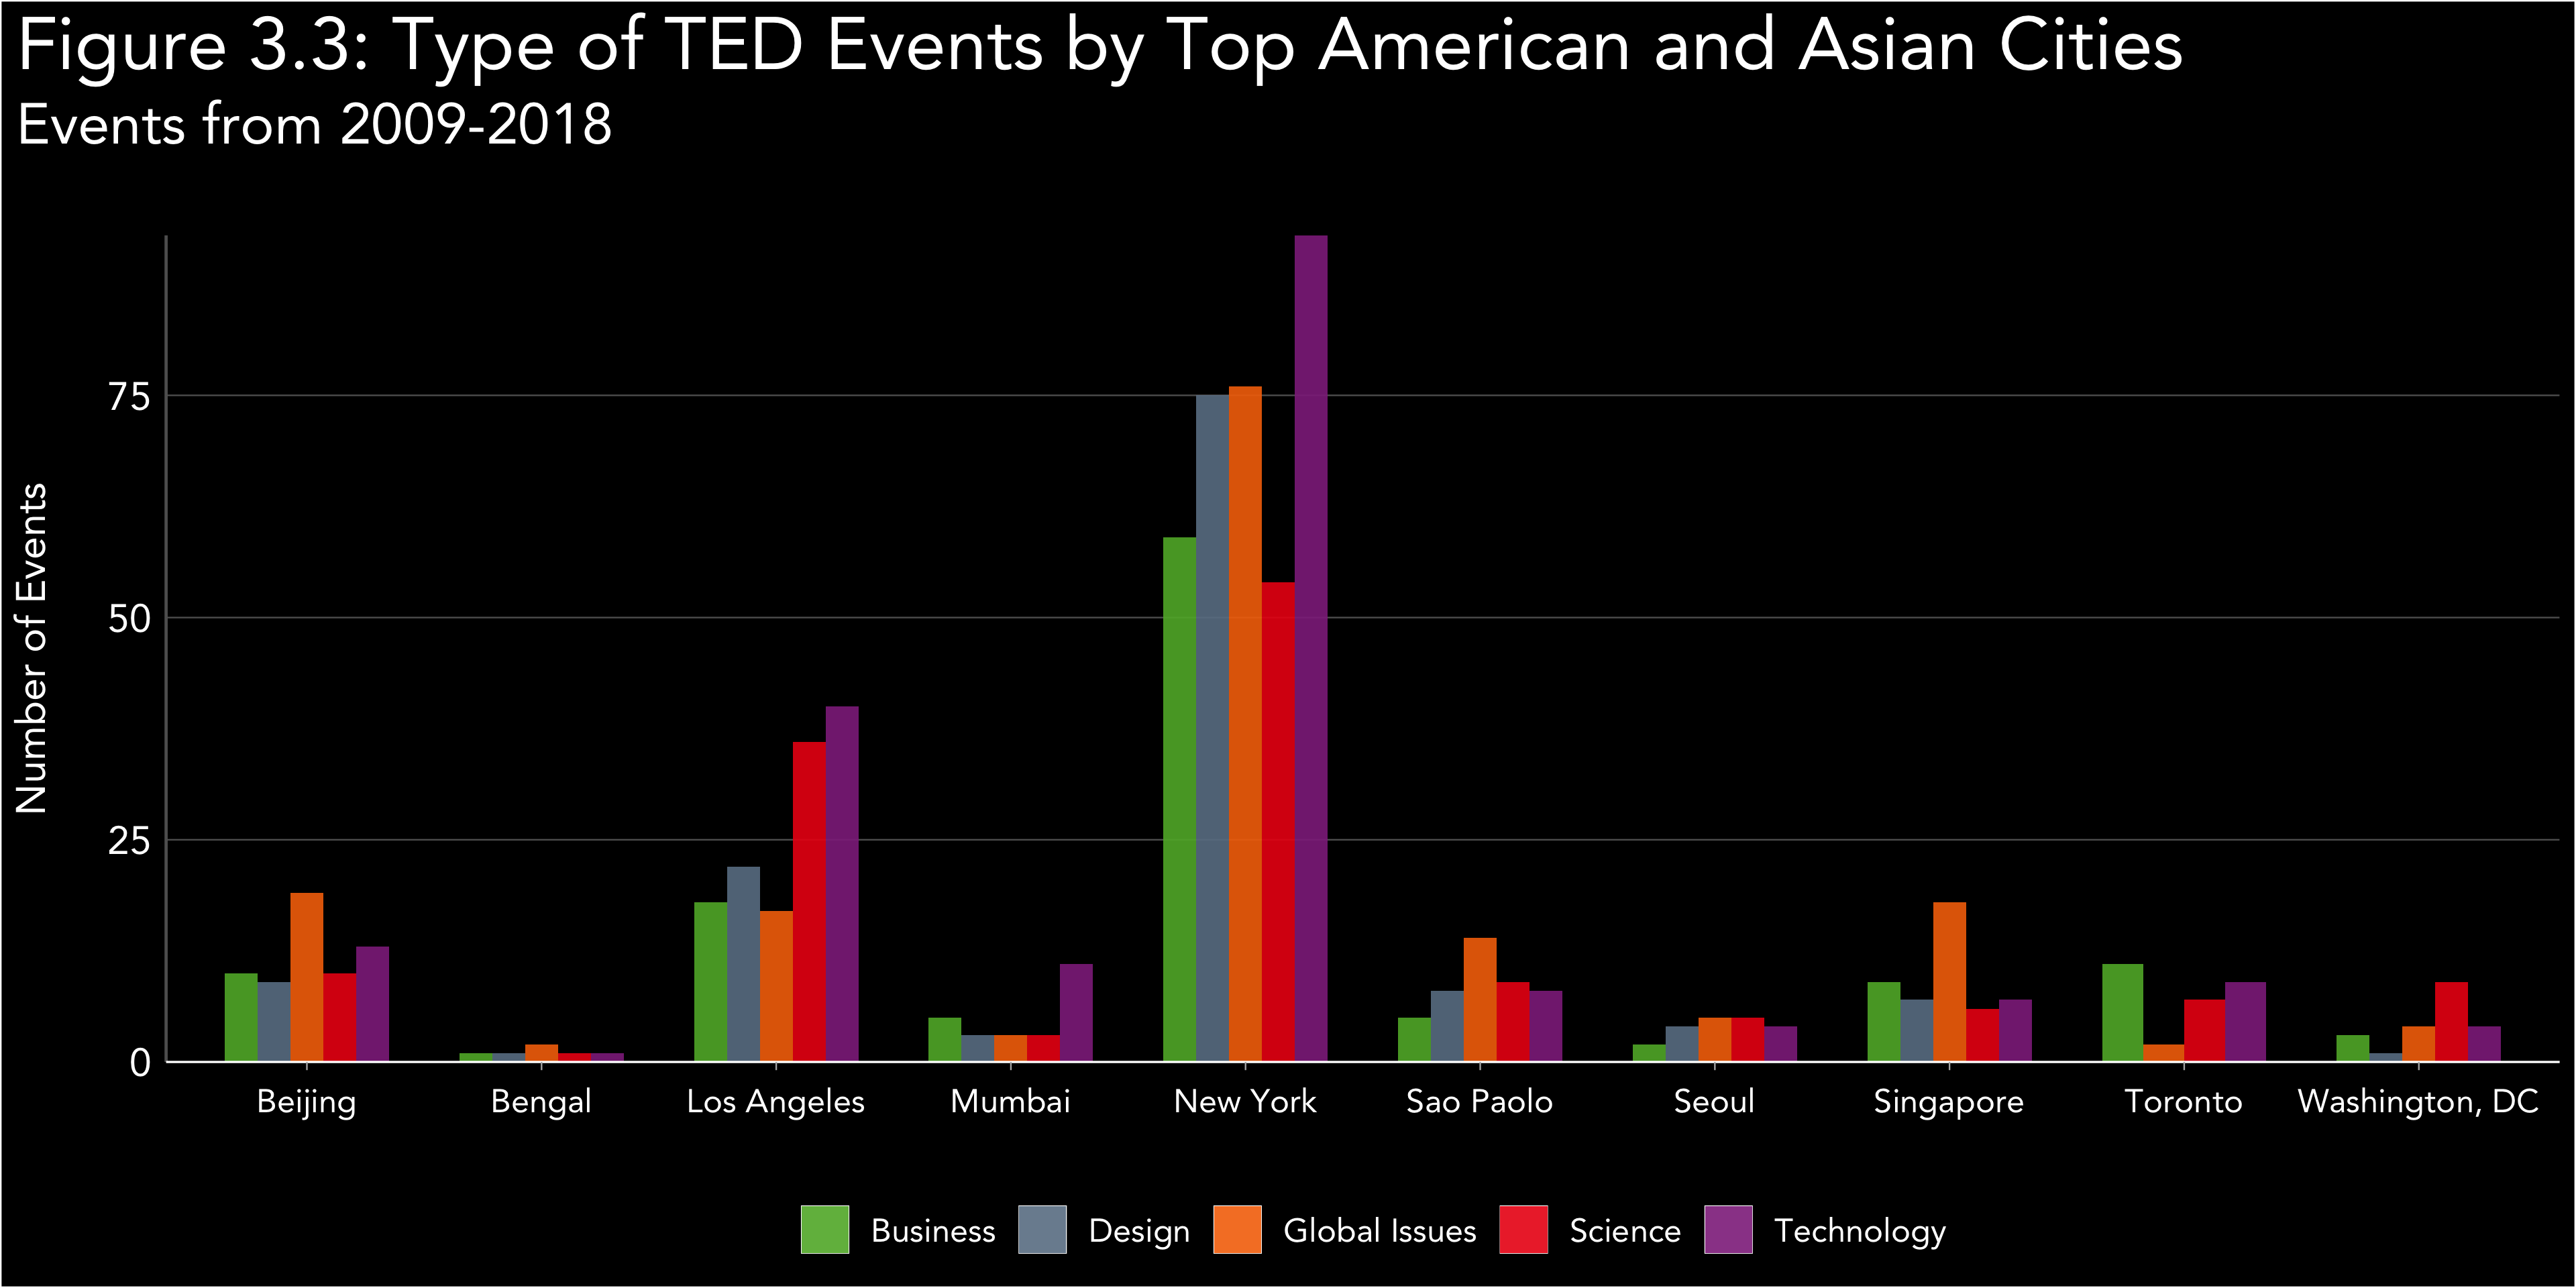 Figure 3.3: Type of TED Events by Top American and Asian Cities
Events from 2009-2018
Number of Events
75
50
25
0
Beijing Bengal Los Angeles Mumbai New York Sao Paolo Seoul Singapore Toronto Washington, DC
Business Design Global Issues Science Technology